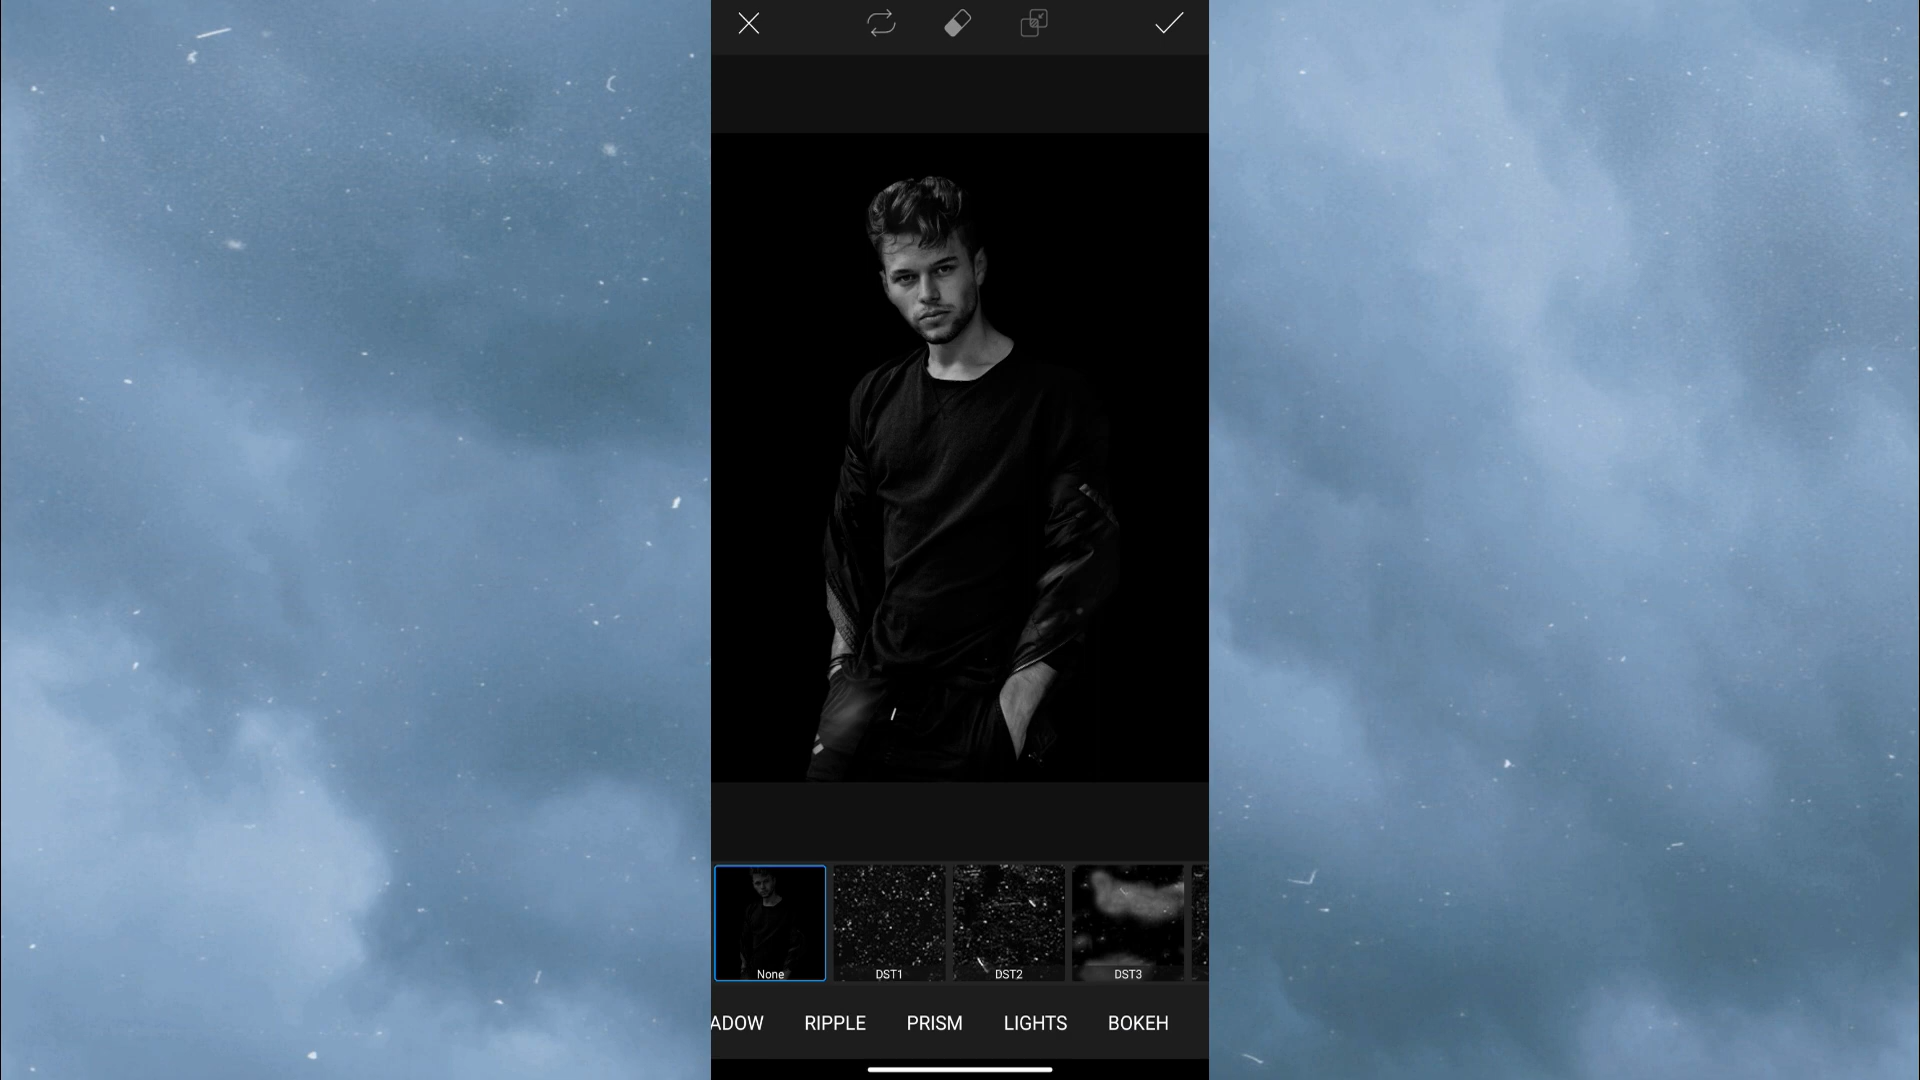 None
DST1
DST2
DST3
ADOW
RIPPLE
PRISM
LIGHTS
BOKEH